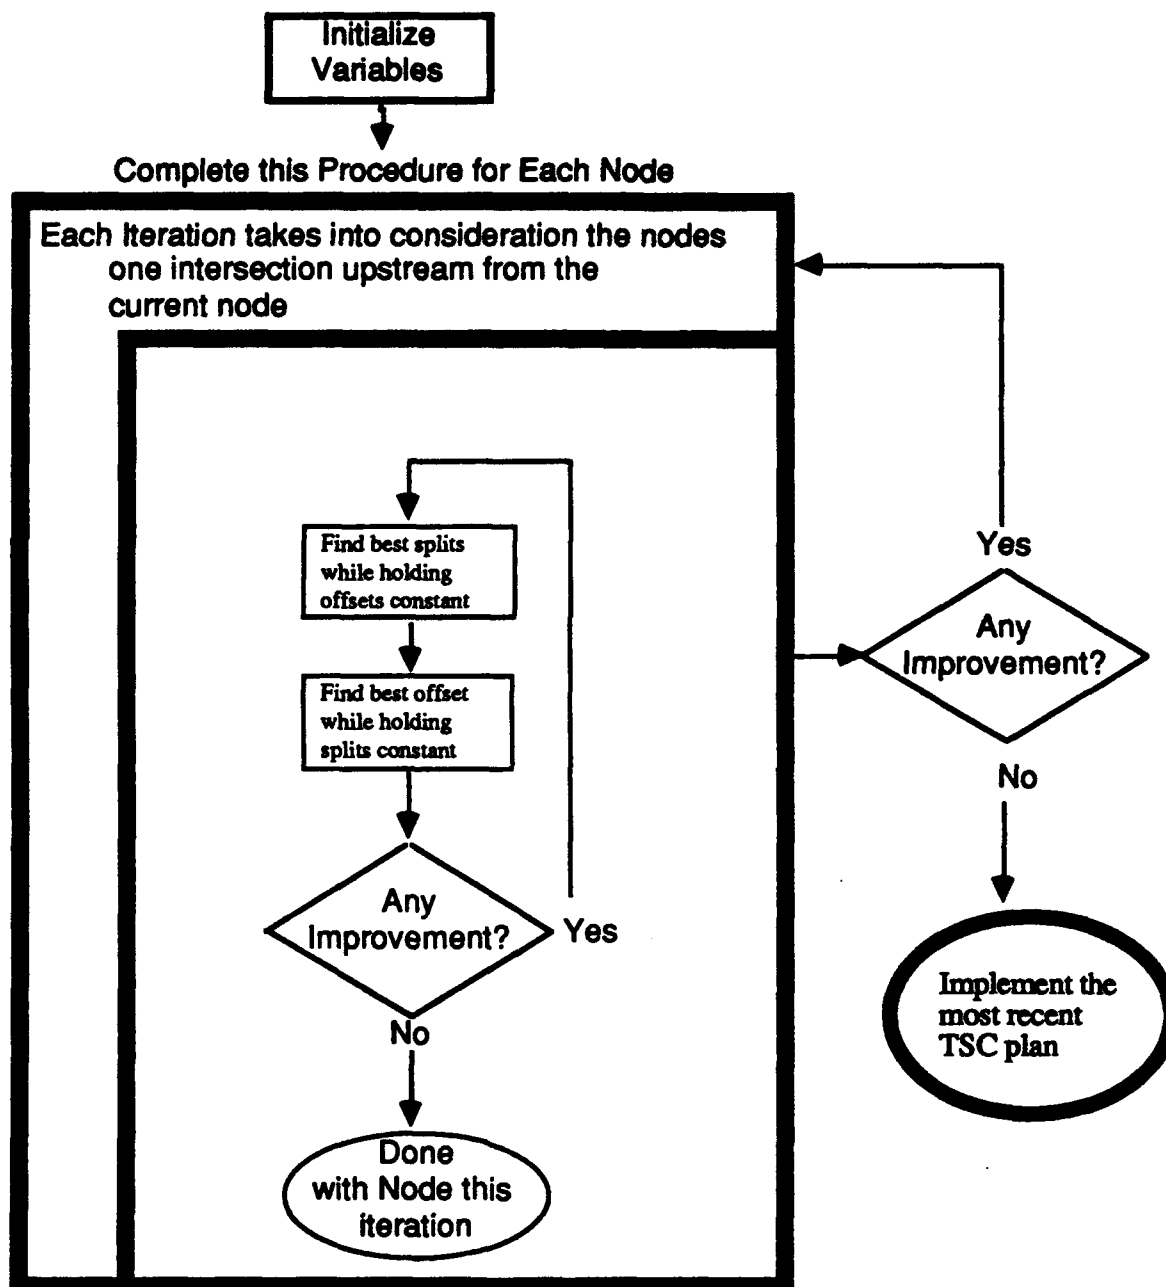 Initialize
Variables
Complete this Procedure for Each Node
Each Iteration takes into consideration the nodes
one intersection upstream from the
current node
Find best splits
while holding
offsets constant
Find best offset
while holding
splits constant
Any
Improvement?
Yes
No
Done
with Node this
iteration
Yes
Any
Improvement?
No
Implement the
most recent
TSC plan